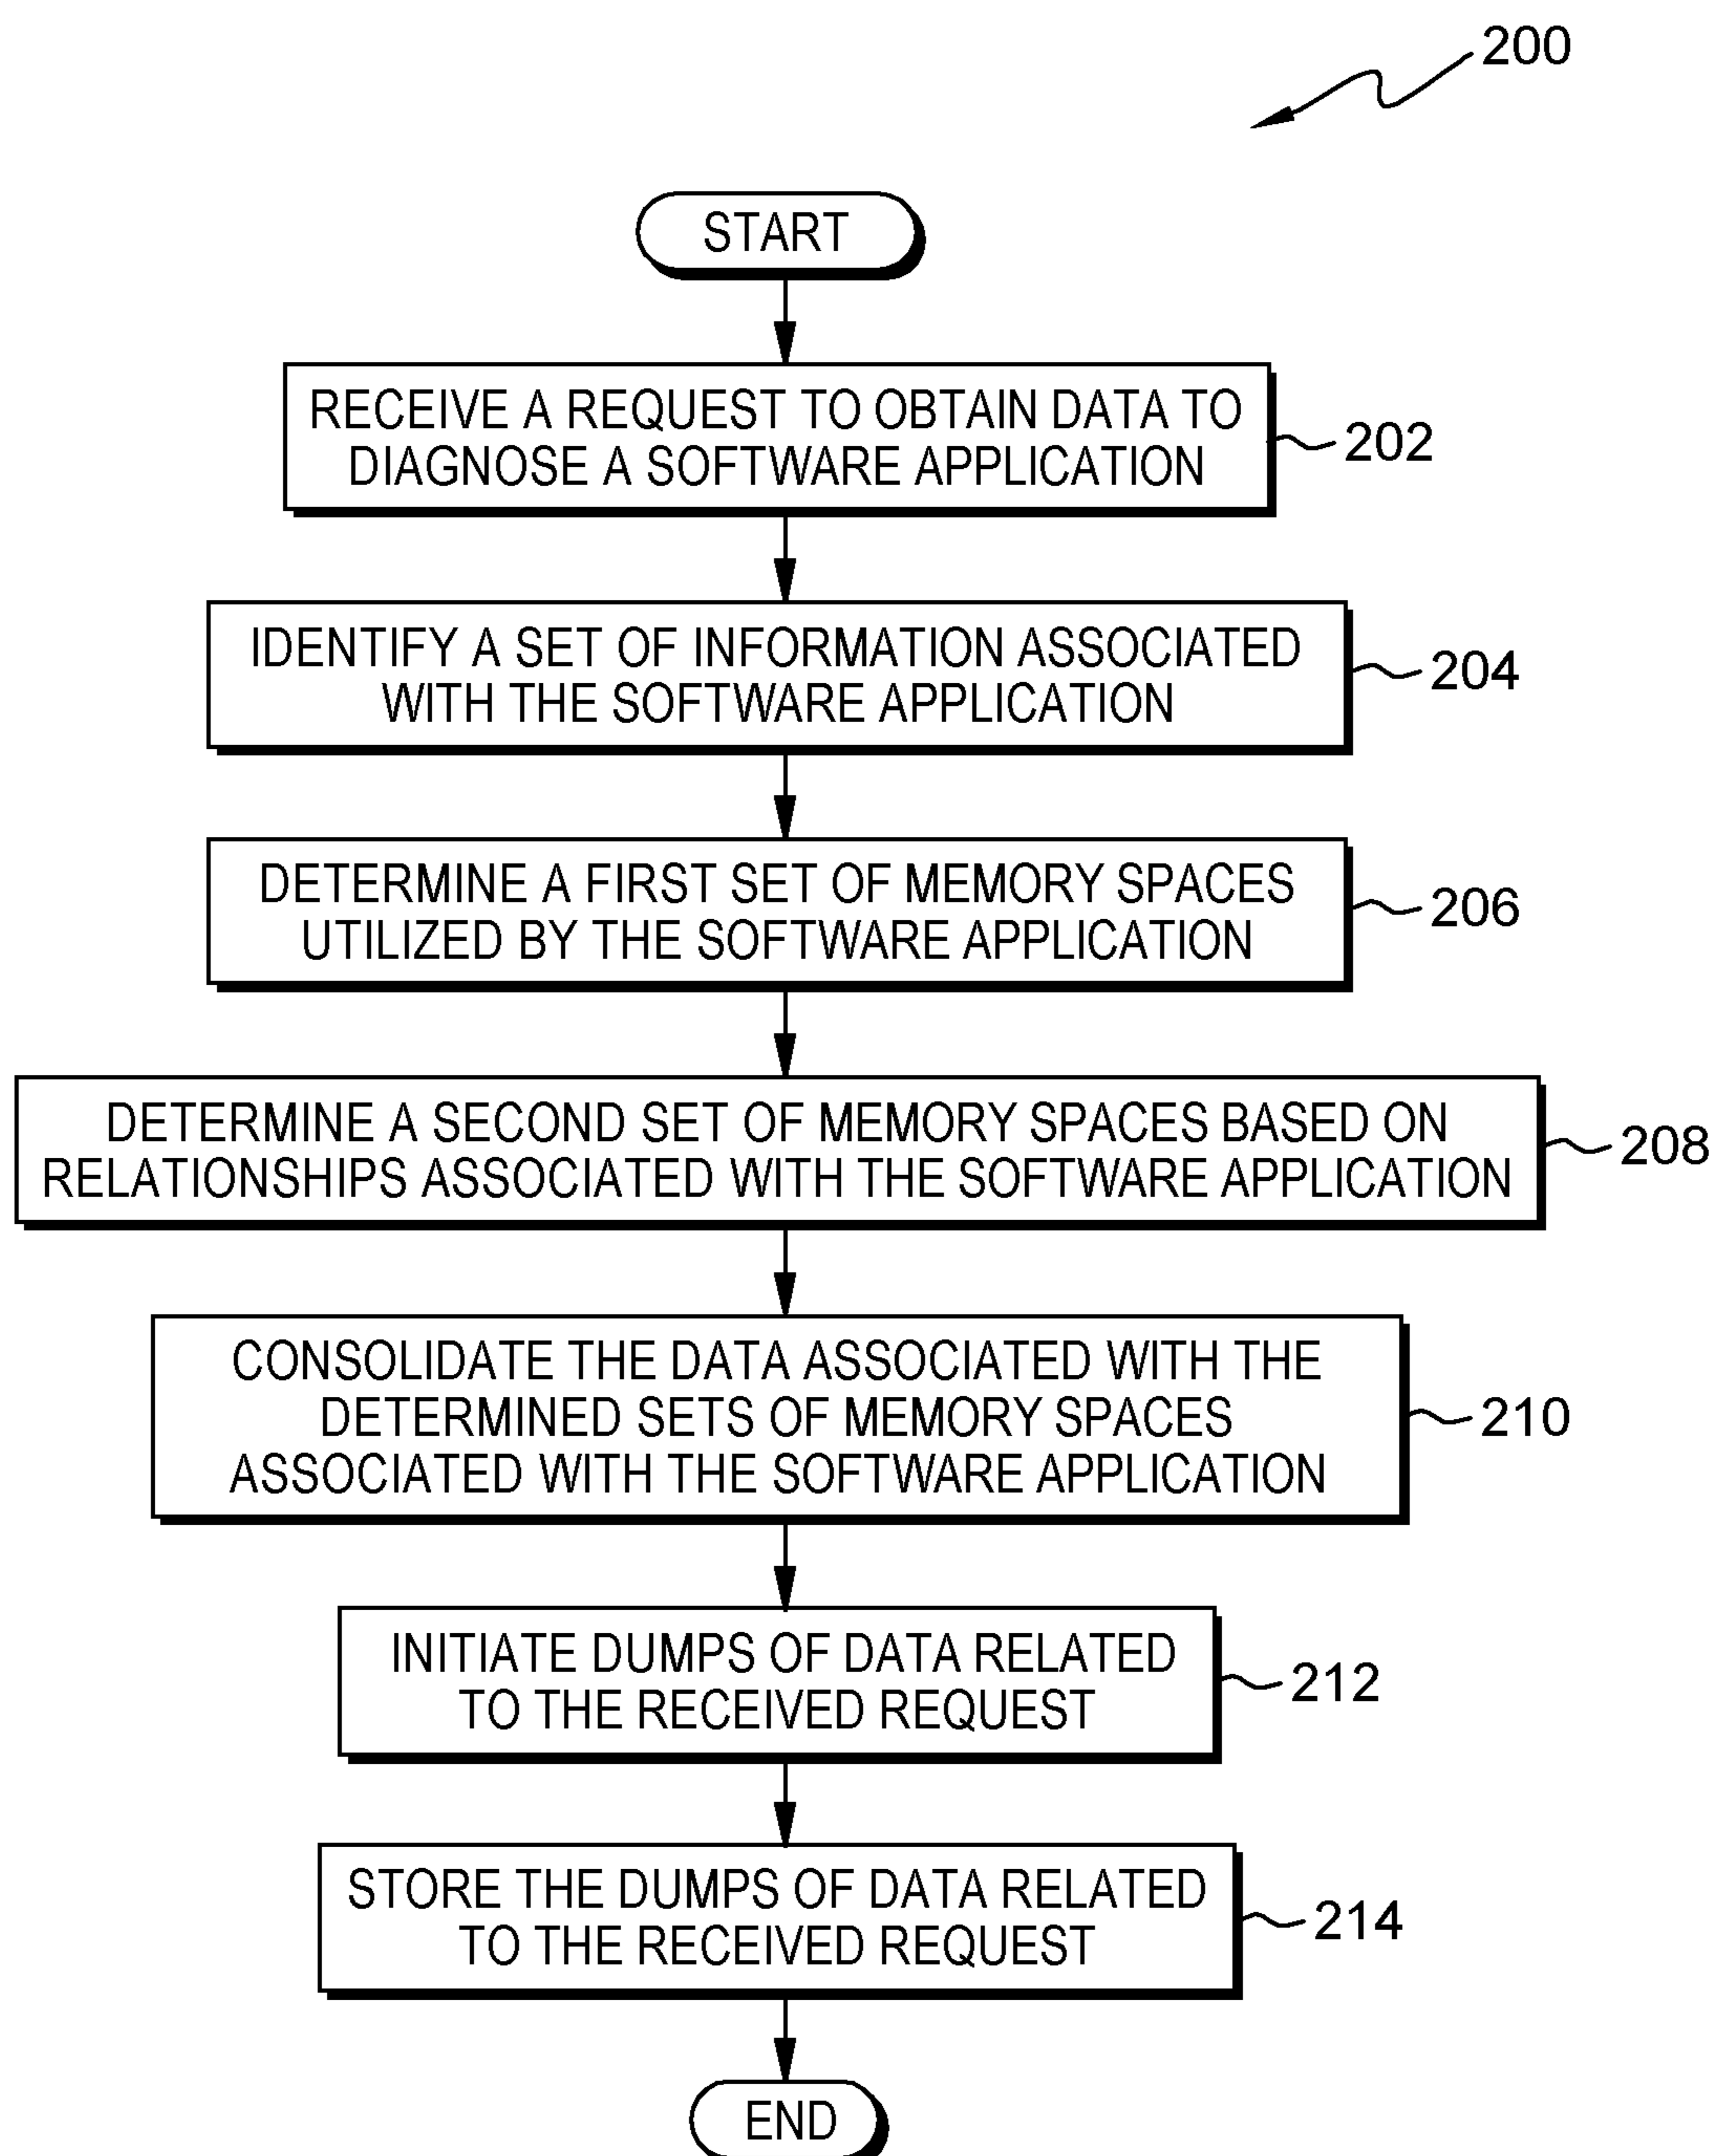 200
START
RECEIVE A REQUEST TO OBTAIN DATA TO
DIAGNOSE A SOFTWARE APPLICATION
202
IDENTIFY A SET OF INFORMATION ASSOCIATED
WITH THE SOFTWARE APPLICATION
204
DETERMINE A FIRST SET OF MEMORY SPACES
UTILIZED BY THE SOFTWARE APPLICATION
206
DETERMINE A SECOND SET OF MEMORY SPACES BASED ON
RELATIONSHIPS ASSOCIATED WITH THE SOFTWARE APPLICATION
208
CONSOLIDATE THE DATA ASSOCIATED WITH THE
DETERMINED SETS OF MEMORY SPACES
ASSOCIATED WITH THE SOFTWARE APPLICATION
210
INITIATE DUMPS OF DATA RELATED
TO THE RECEIVED REQUEST
212
STORE THE DUMPS OF DATA RELATED
TO THE RECEIVED REQUEST
214
END